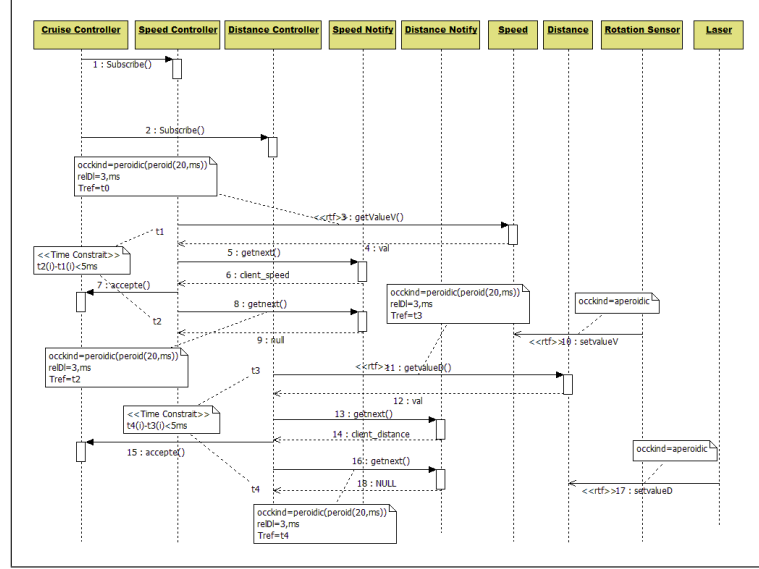 Cruise Controller
Speed Controller
Distance Controller
Speed Notify
Distance Notify
Speed
Distance
Rotation Sensor
Laser
1 : Subscribe()
2 : Subscribe()
occkind=peroidic(peroid(20,ms))
relDl=3,ms
Tref=t0
<<rtf>>3 : getValueV()
t1
4 : val
<<Time Constrait>>
t2(i)-t1(i)<5ms
5 : getnext()
6 : client_speed
7 : accepte()
8 : getnext()
occkind=peroidic(peroid(20,ms))
relDl=3,ms
Tref=t3
occkind=aperoidic
t2
9 : null
<<rtf>>10 : setvalueV
occkind=peroidic(peroid(20,ms))
relDl=3,ms
Tref=t2
t3
<<rtf>>11 : getvalueD()
12 : val
<<Time Constrait>>
t4(i)-t3(i)<5ms
13 : getnext()
14 : client_distance
15 : accepte()
occkind=aperoidic
16 : getnext()
t4
18 : NULL
<<rtf>>17 : setvalueD
occkind=peroidic(peroid(20,ms))
relDl=3,ms
Tref=t4